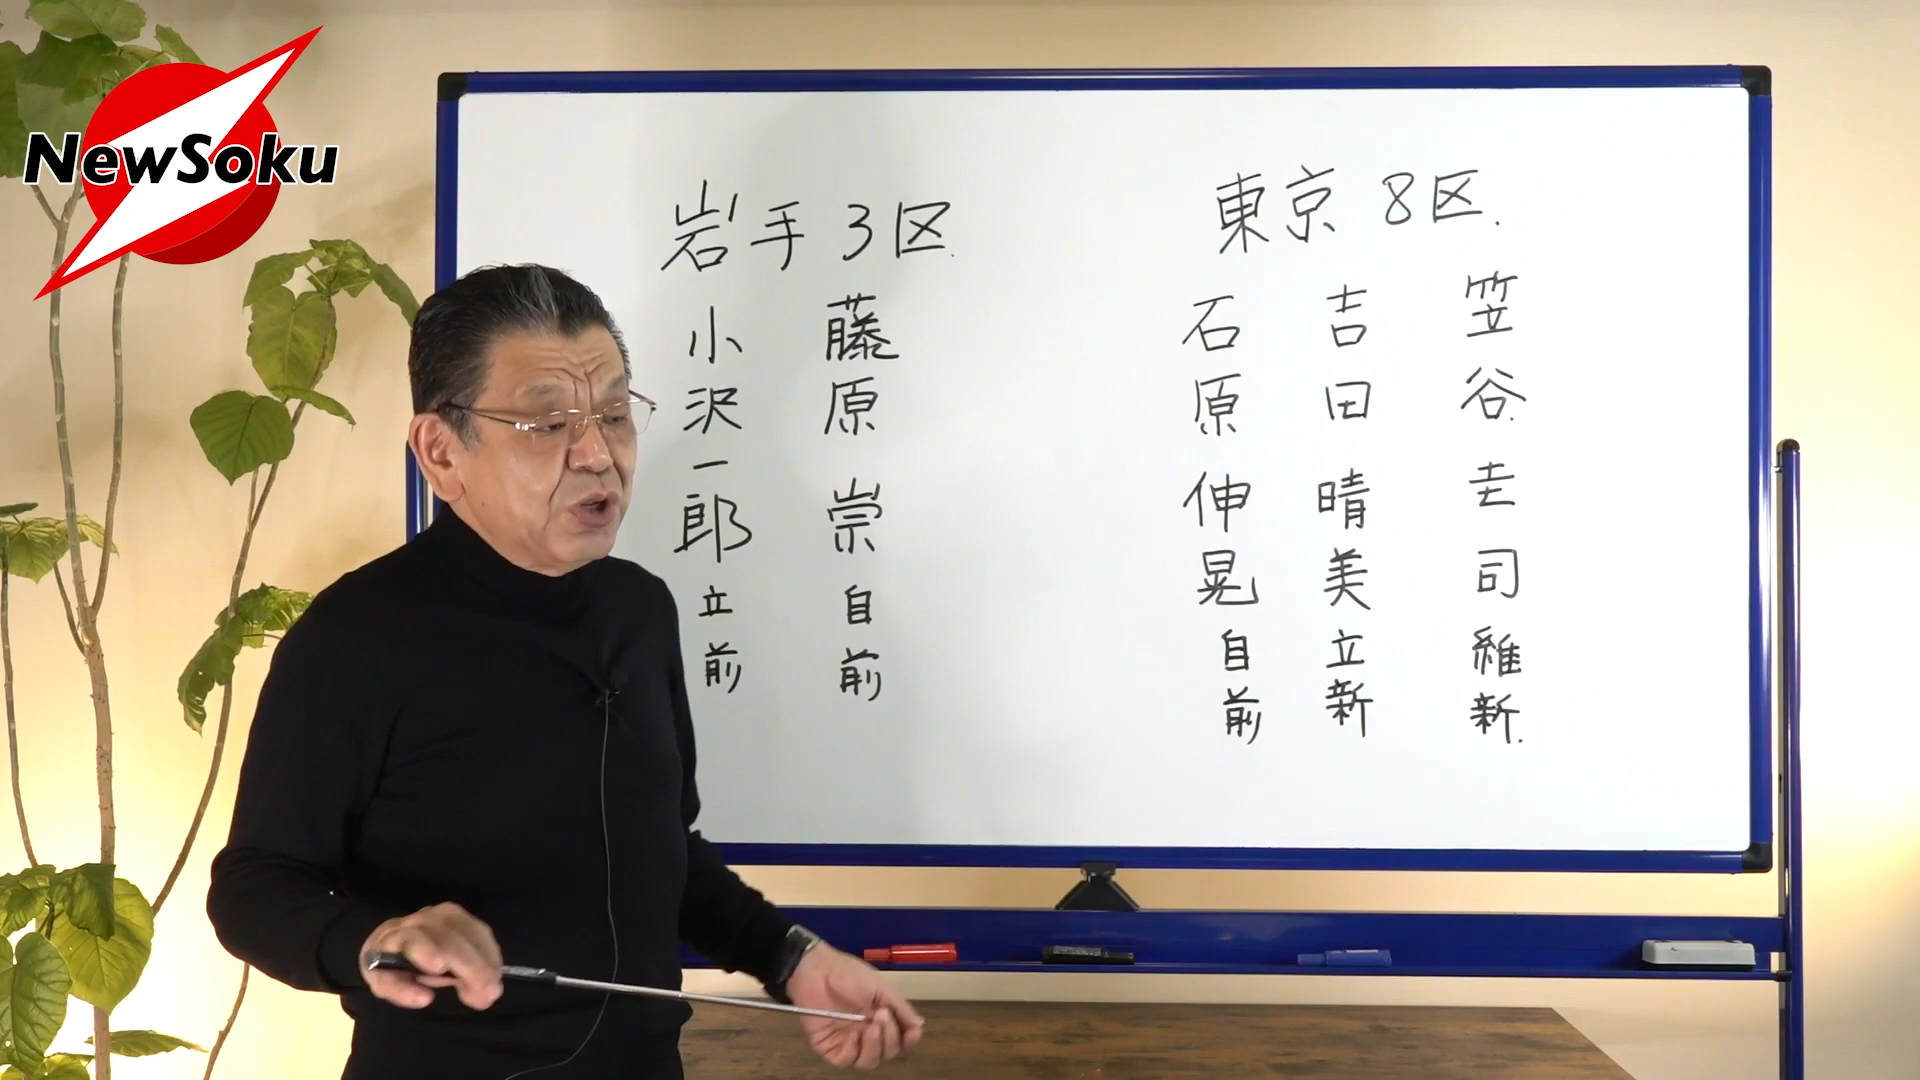 NewSoku
岩手3区.
藤原崇自前
小沢一郎立前
東京8区.
笠谷圭司維新.
吉田晴美立新
石原伸晃自前